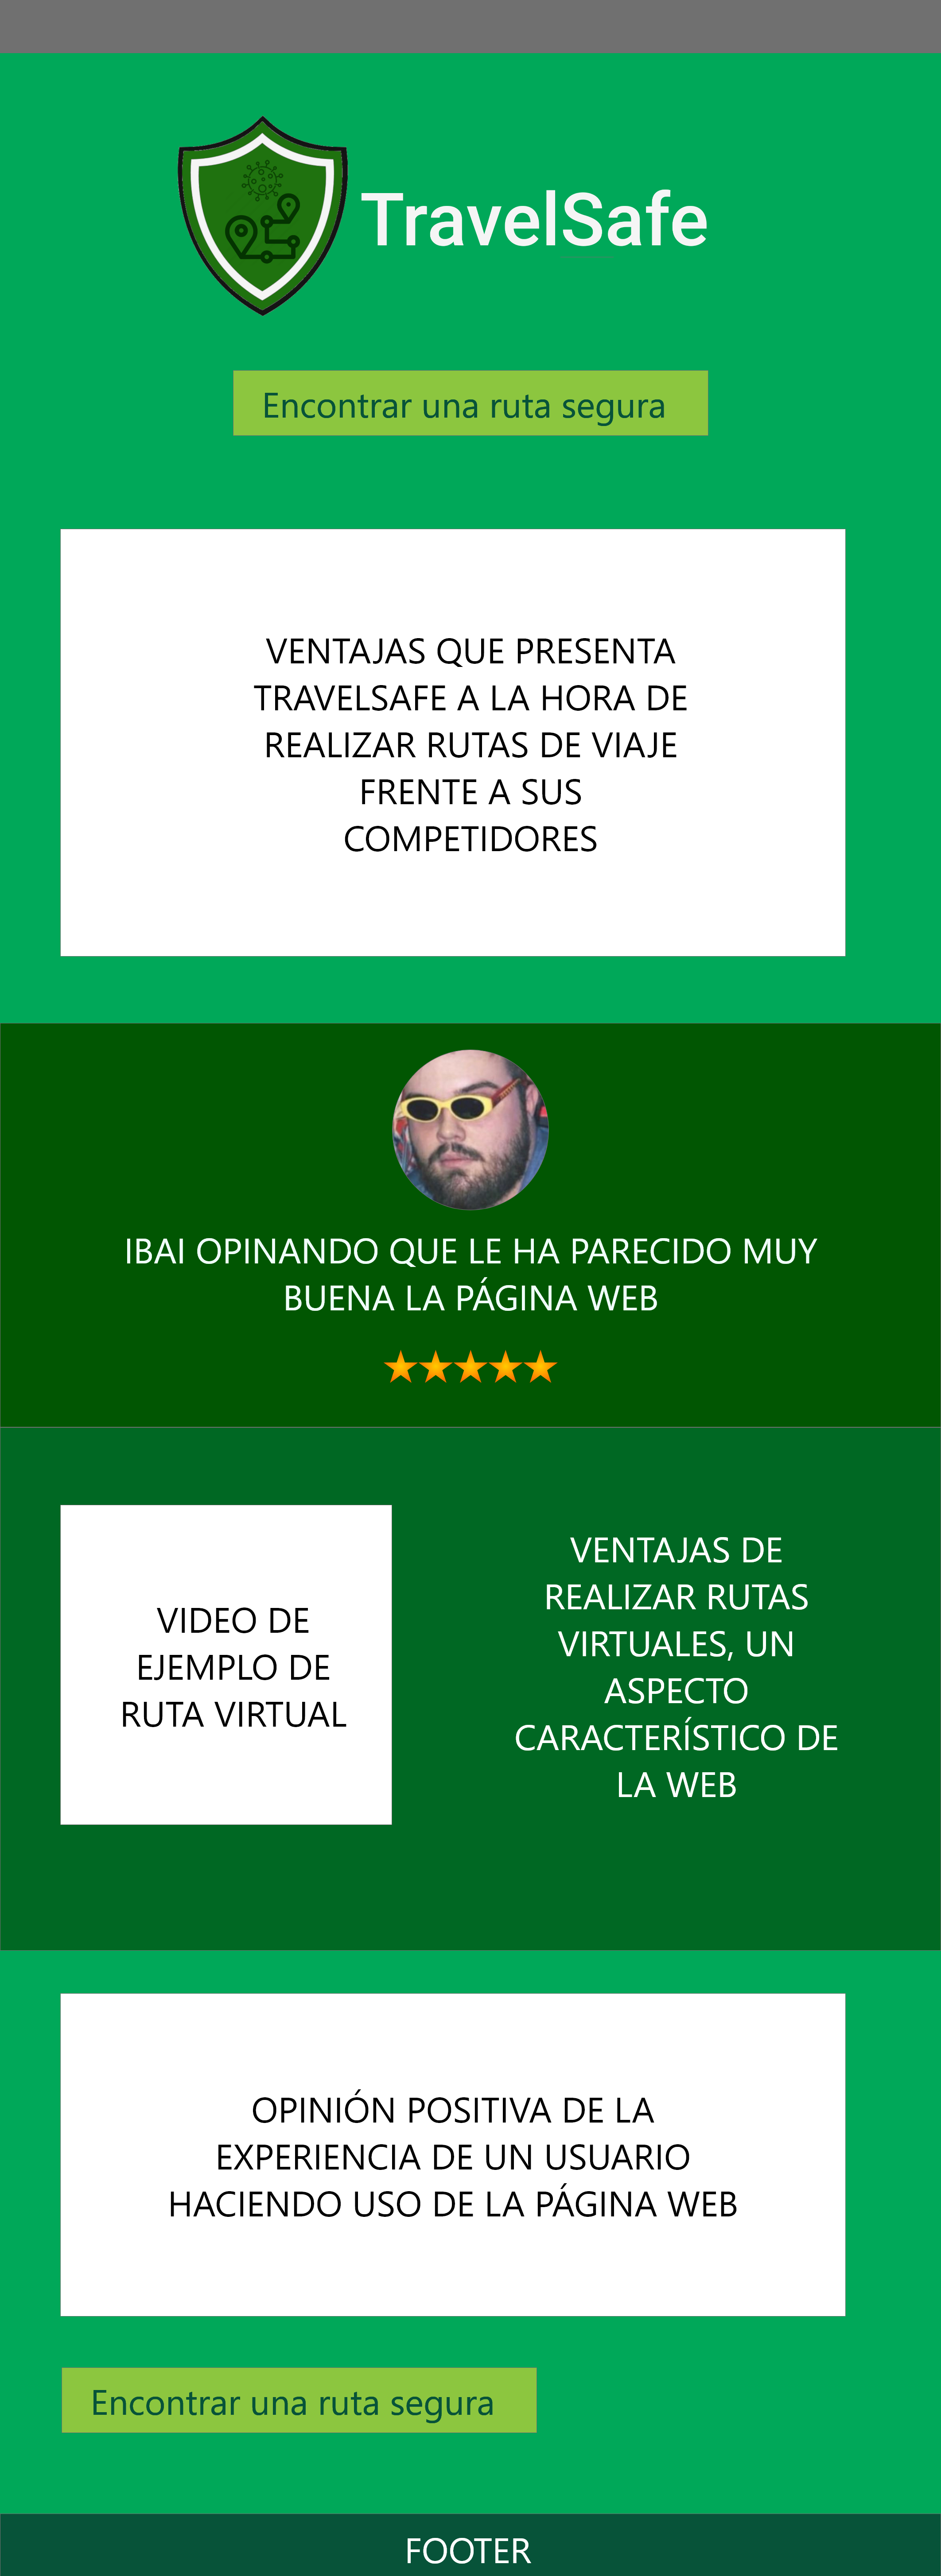 TravelSafe
Encontrar una ruta segura
VENTAJAS QUE PRESENTA
TRAVELSAFE A LA HORA DE
REALIZAR RUTAS DE VIAJE
FRENTE A SUS
COMPETIDORES
IBAI OPINANDO QUE LE HA PARECIDO MUY
BUENA LA PÁGINA WEB
VIDEO DE
EJEMPLO DE
RUTA VIRTUAL
VENTAJAS DE
REALIZAR RUTAS
VIRTUALES, UN
ASPECTO
CARACTERÍSTICO DE
LA WEB
OPINIÓN POSITIVA DE LA
EXPERIENCIA DE UN USUARIO
HACIENDO USO DE LA PÁGINA WEB
Encontrar una ruta segura
FOOTER